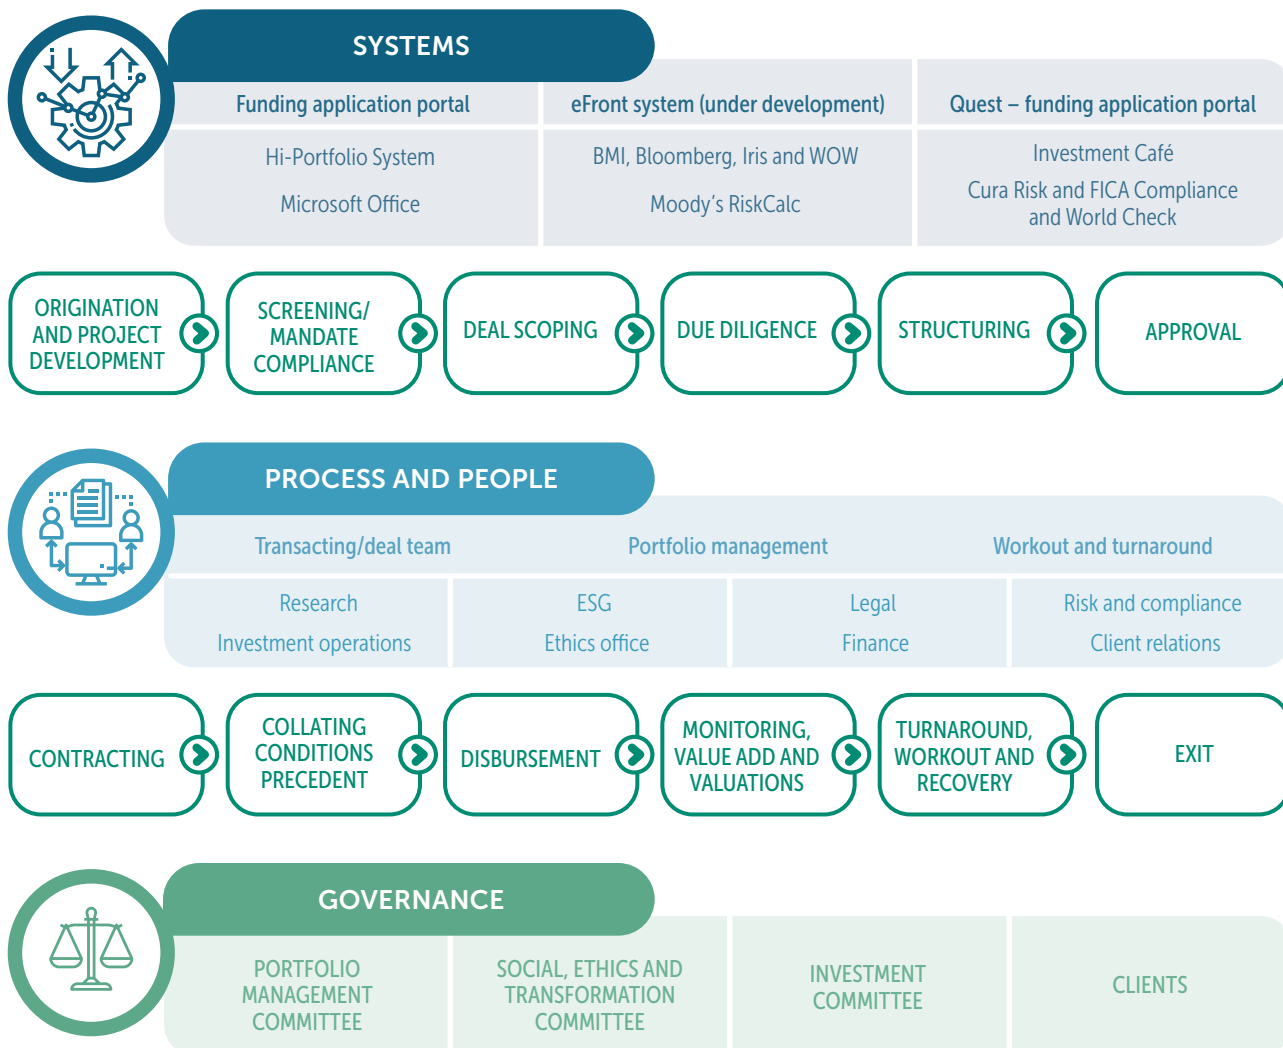 SYSTEMS
Funding application portal
eFront system (under development)
Quest – funding application portal
Hi-Portfolio System
Microsoft Office
BMI, Bloomberg, Iris and WOW
Moody's RiskCalc
Investment Café
Cura Risk and FICA Compliance
and World Check
ORIGINATION
AND PROJECT
DEVELOPMENT
SCREENING/
MANDATE
COMPLIANCE
DEAL SCOPING
DUE DILIGENCE
STRUCTURING
APPROVAL
PROCESS AND PEOPLE
Transacting/deal team
Portfolio management
Workout and turnaround
Research
Investment operations
ESG
Ethics office
Legal
Finance
Risk and compliance
Client relations
CONTRACTING
COLLATING
CONDITIONS
PRECEDENT
DISBURSEMENT
MONITORING,
VALUE ADD AND
VALUATIONS
TURNAROUND,
WORKOUT AND
RECOVERY
EXIT
GOVERNANCE
PORTFOLIO
MANAGEMENT
COMMITTEE
SOCIAL, ETHICS AND
TRANSFORMATION
COMMITTEE
INVESTMENT
COMMITTEE
CLIENTS